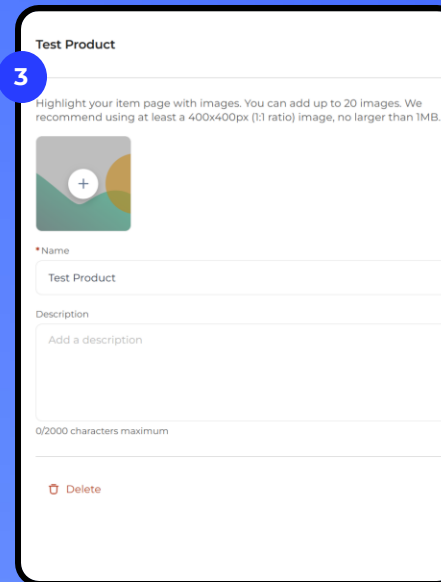 Test Product
3
Highlight your item page with images. You can add up to 20 images. We
recommend using at least a 400x400px (1:1 ratio) image, no larger than 1MB.
*Name
Test Product
Description
Add a description
0/2000 characters maximum
Delete